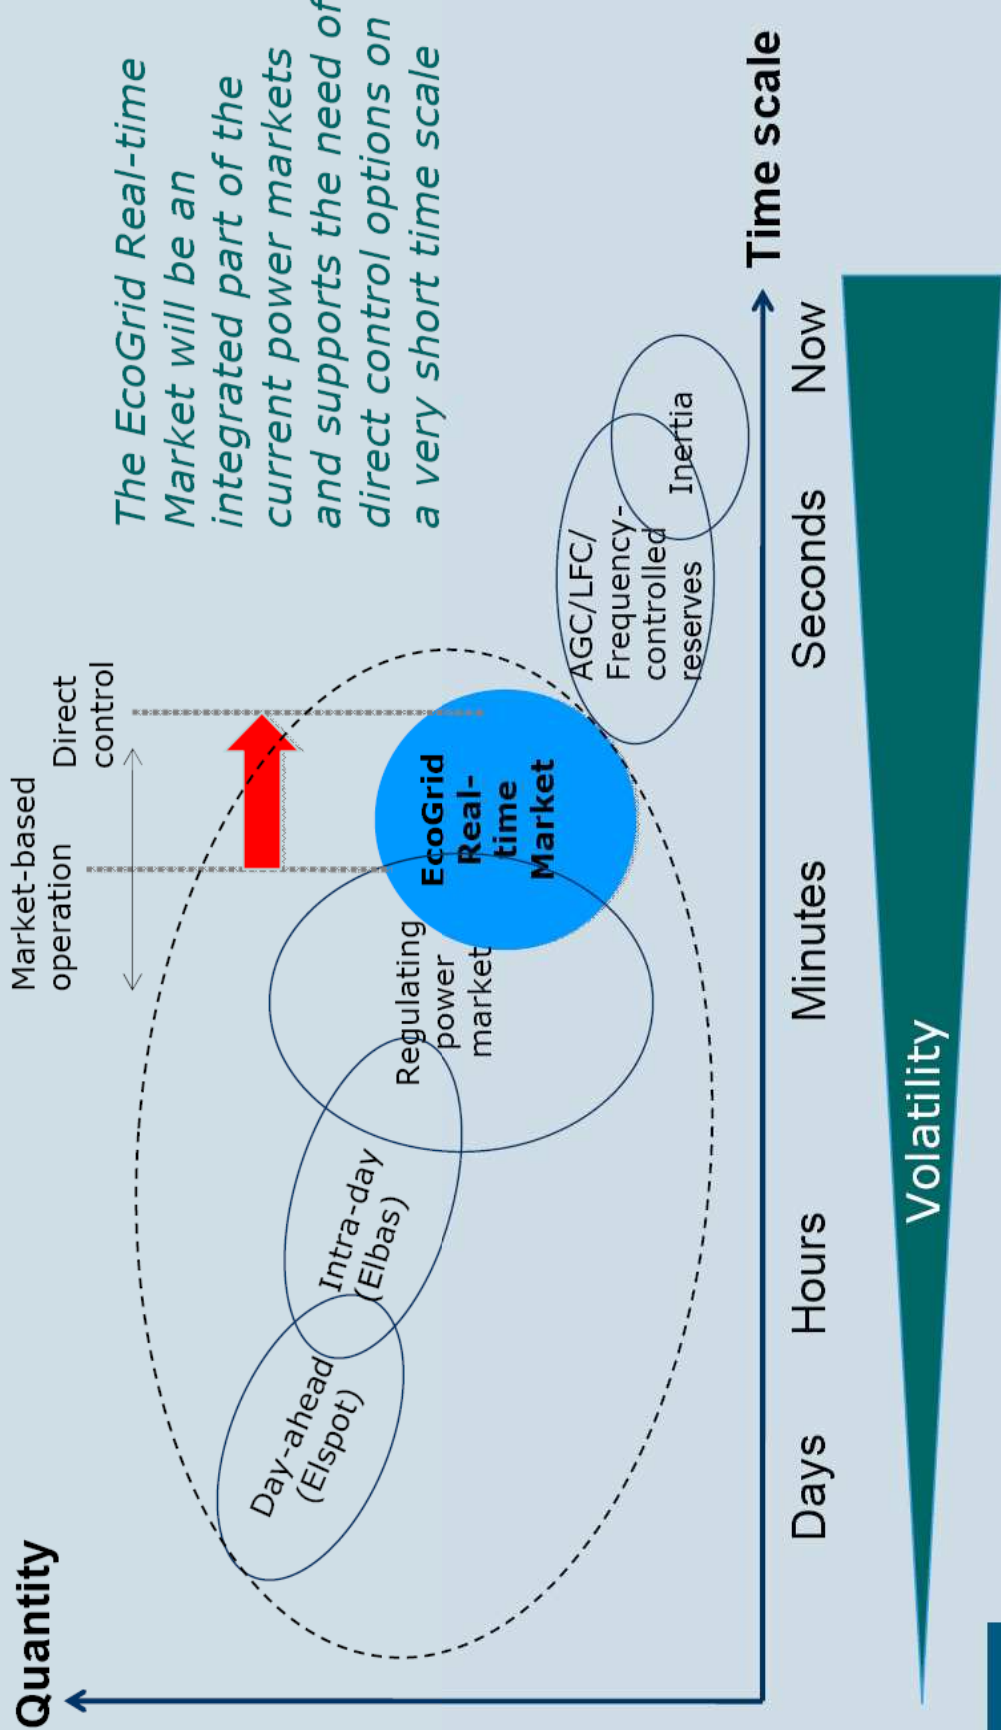 Quantity
Market-based
operation
Direct
control
The EcoGrid Real-time
Market will be an
integrated part of the
current power markets
and supports the need of
direct control options on
a very short time scale
Day-ahead
(Elspot)
Intra-day
(Elbas)
Regulating
power
market
EcoGrid
Real-
time
Market
AGC/LFC/
Frequency-
controlled
reserves
Inertia
Time scale
Days
Hours
Minutes
Seconds
Now
Volatility